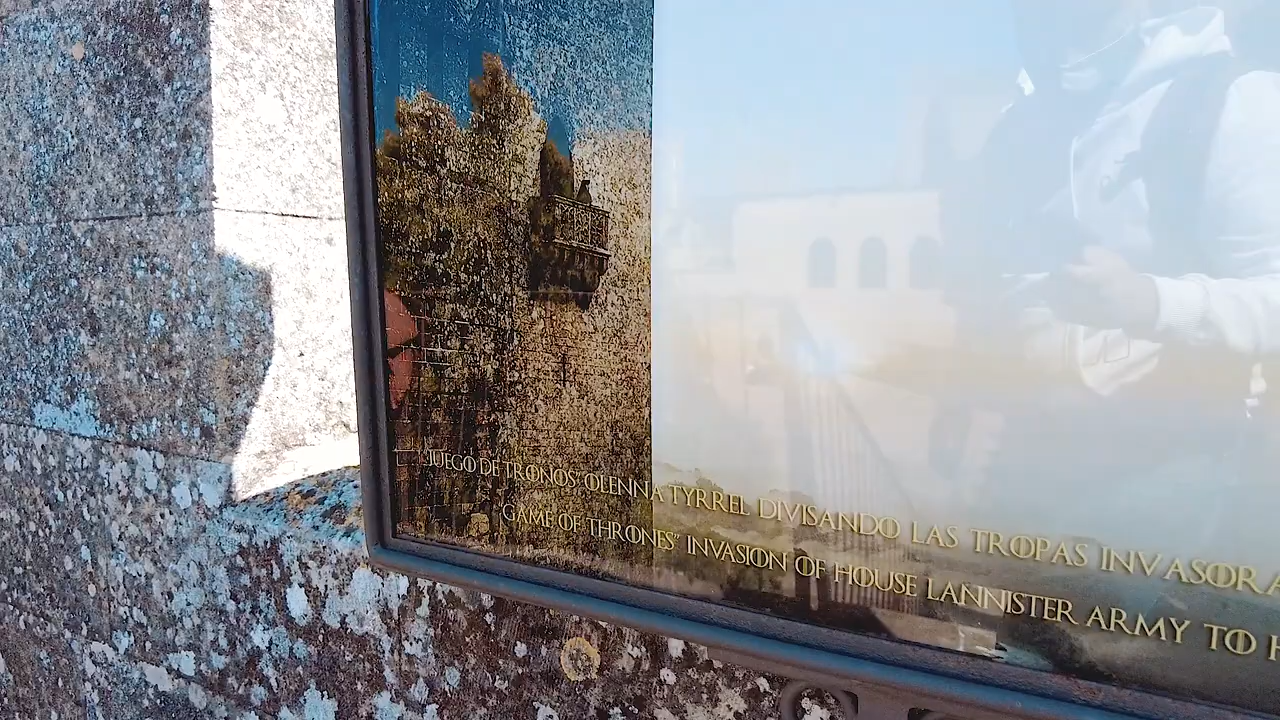 "JUEGO DE TRONOS" OLENNA TYRREL DIVISANDO LAS TROPAS INVASORA
GAME OF THRONES" INVASION OF HOUSE LANNISTER ARMY TO H